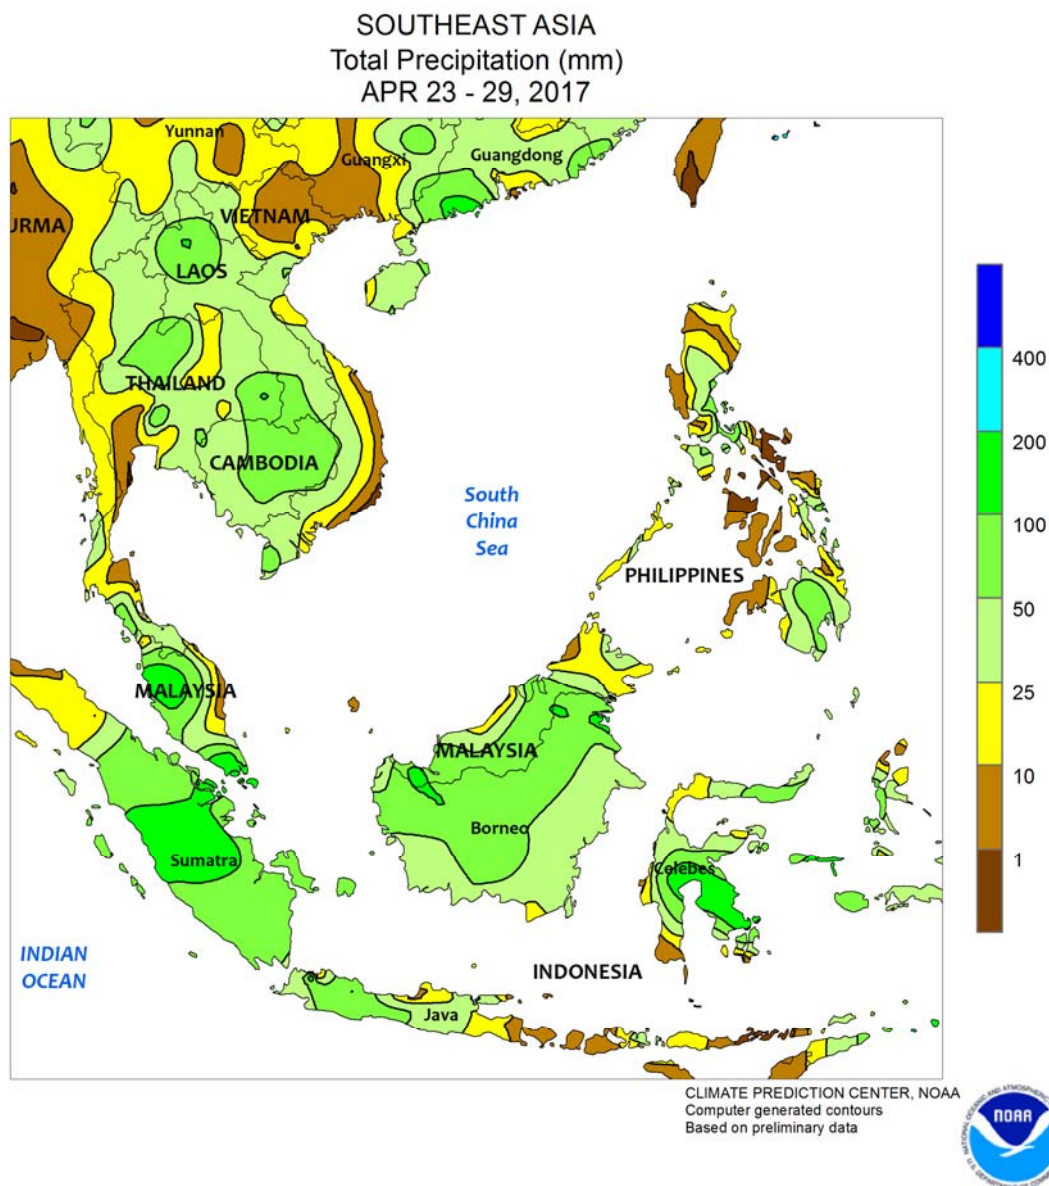 SOUTHEAST ASIA
Total Precipitation (mm)
APR 23 - 29, 2017
Yunnan
Guangxi
Guangdong
URMA
VIETNAM
LAOS
THAILAND
CAMBODIA
South
China
Sea
PHILIPPINES
MALAYSIA
MALAYSIA
Borneo
Sumatra
Celebes
INDIAN
OCEAN
INDONESIA
Java
400
200
100
50
25
10
1
CLIMATE PREDICTION CENTER, NOAA
Computer generated contours
Based on preliminary data
NOAA